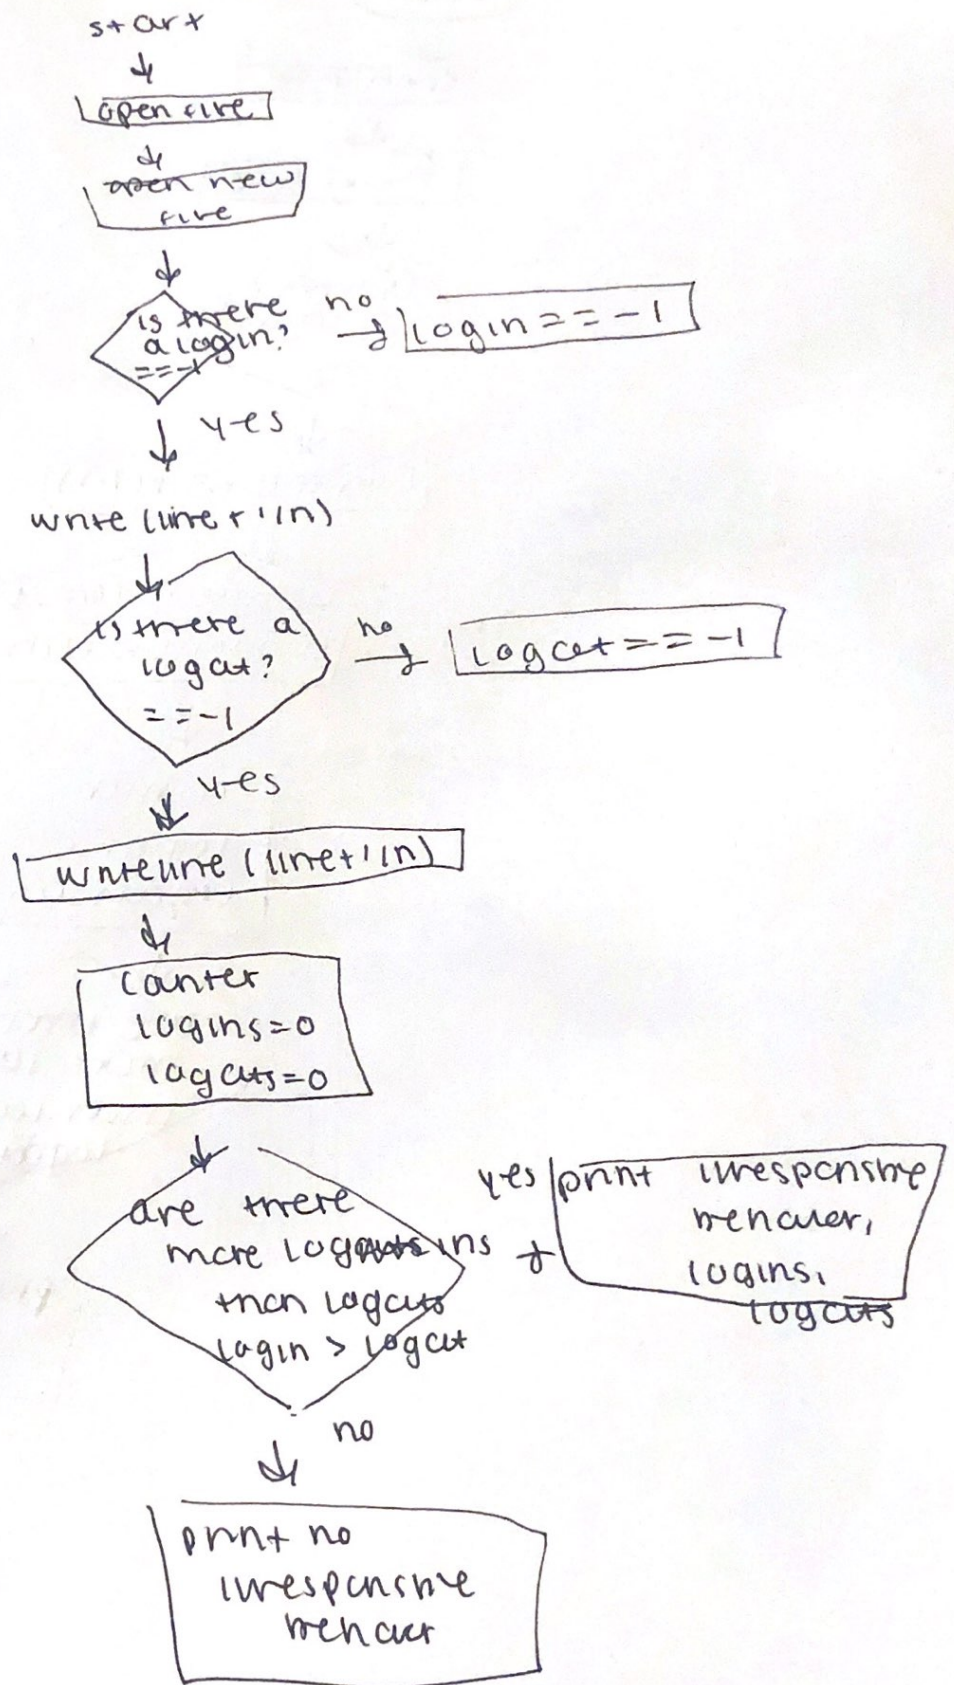 start
open file
open new
file
is there
a login?
==-1
no
login == -1
yes
write (line + '\n)
is there a
logout?
==-1
no
logout == -1
yes
writeline (line+'\n)
counter
logins=0
logouts=0
are there
more logins
than logouts
login > logout
yes
print irresponsible
behavior,
logins,
logouts
no
print no
irresponsible
behavior